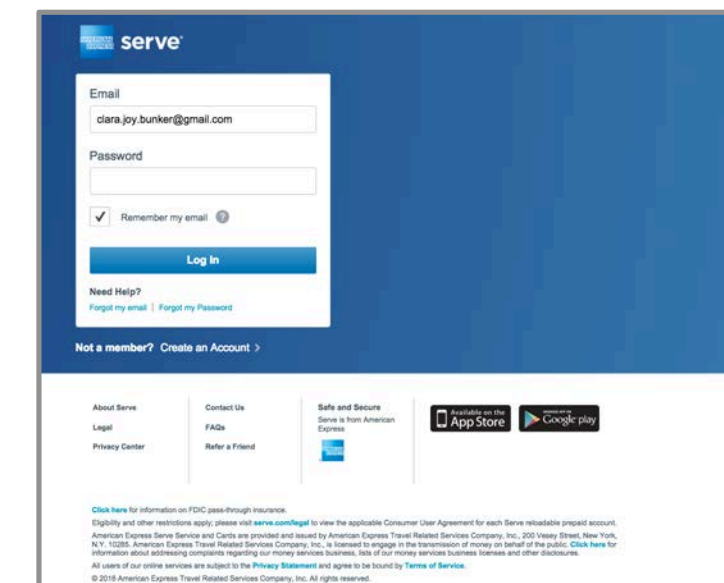 serve
Email
clara.joy.bunker@gmail.com
Password
Remember my email ?
Log In
Need Help?
Forgot my email | Forgot my Password
Not a member? Create an Account >
About Serve
Legal
Privacy Center
Contact Us
FAQs
Refer a Friend
Safe and Secure
Serve is from American
Express
Available on the
App Store
Google play
Click here for information on FDIC pass-through insurance.
Eligibility and other restrictions apply; please visit serve.com/legal to view the applicable Consumer User Agreement for each Serve reloadable prepaid account.
American Express Serve Service and Cards are provided and issued by American Express Travel Related Services Company, Inc., 200 Vesey Street, New York,
N.Y. 10285. American Express Travel Related Services Company, Inc., is licensed to engage in the transmission of money on behalf of the public. Click here for
information about addressing complaints regarding our money services business, lists of our money services business licenses and other disclosures.
All users of our online services are subject to the Privacy Statement and agree to be bound by Terms of Service.
© 2018 American Express Travel Related Services Company, Inc. All rights reserved.